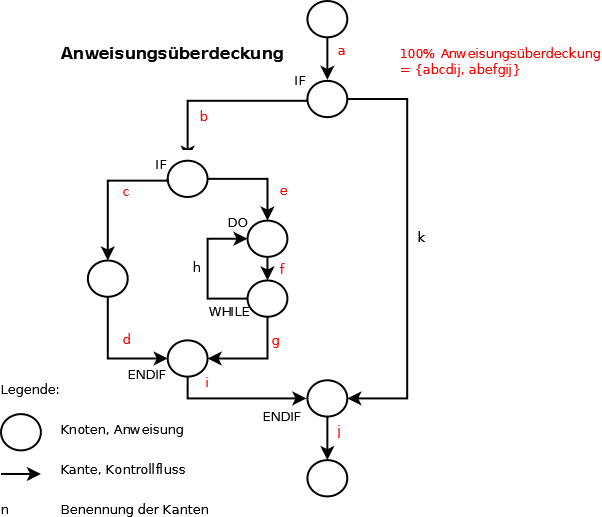 Anweisungsüberdeckung
a
100% Anweisungsüberdeckung
= {abcdij, abefgij}
IF
b
IF
c
e
DO
k
h
f
WHILE
d
g
ENDIF
i
Legende:
ENDIF
Knoten, Anweisung
j
Kante, Kontrollfluss
n Benennung der Kanten